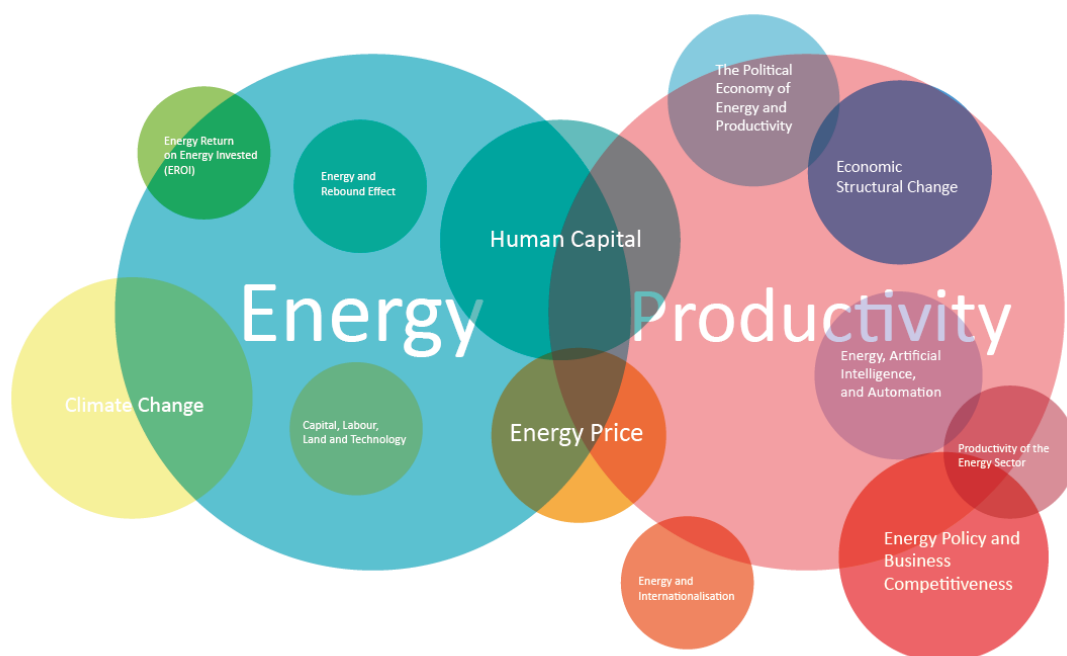 The Political
Economy of
Energy and
Productivity
Energy Return
on Energy Invested
(EROI)
Energy and
Rebound Effect
Economic
Structural Change
Human Capital
Energy
Productivity
Energy, Artificial
Intelligence,
and Automation
Climate Change
Capital, Labour,
Land and Technology
Energy Price
Productivity of the
Energy Sector
Energy Policy and
Business
Competitiveness
Energy and
Internationalisation